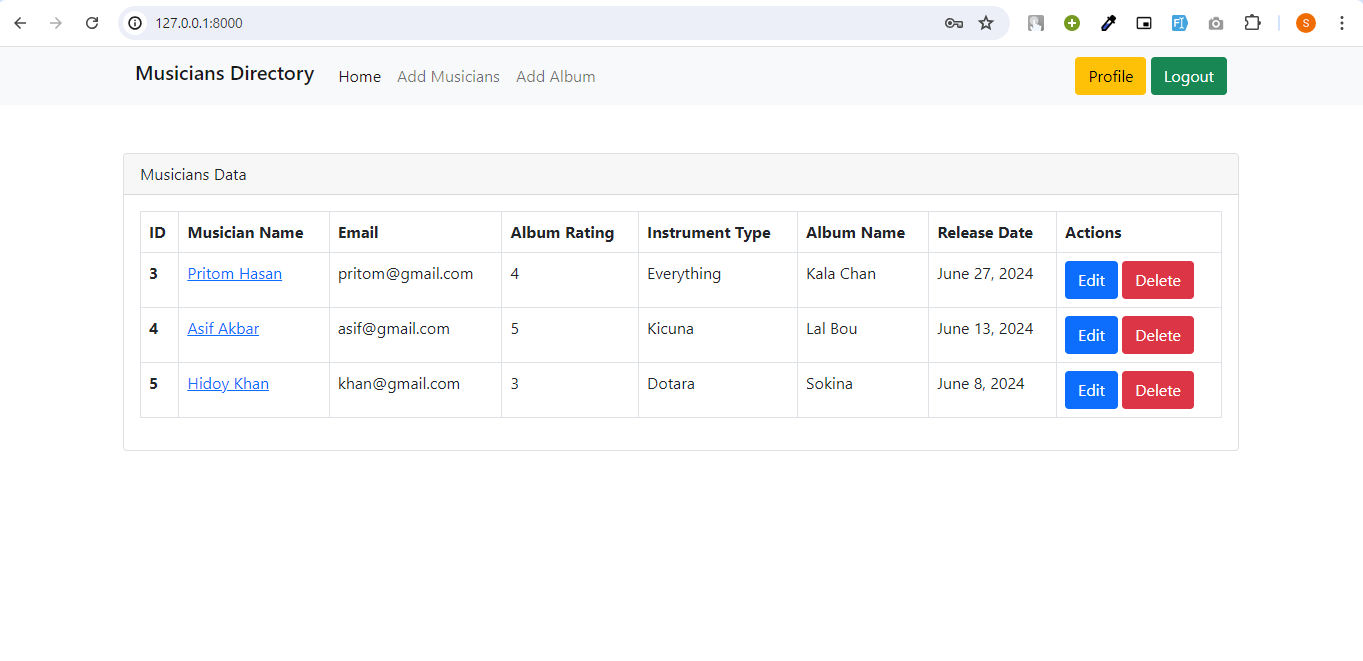 127.0.0.1:8000
S
Musicians Directory Home Add Musicians Add Album Profile Logout
Musicians Data
ID Musician Name Email Album Rating Instrument Type Album Name Release Date Actions
3 Pritom Hasan pritom@gmail.com 4 Everything Kala Chan June 27, 2024 Edit Delete
4 Asif Akbar asif@gmail.com 5 Kicuna Lal Bou June 13, 2024 Edit Delete
5 Hidoy Khan khan@gmail.com 3 Dotara Sokina June 8, 2024 Edit Delete